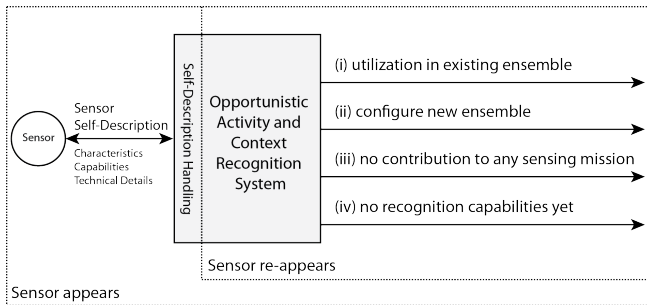 Sensor
Sensor
Self-Description
Characteristics
Capabilities
Technical Details
Self-Description Handling
Opportunistic
Activity and
Context
Recognition
System
(i) utilization in existing ensemble
(ii) configure new ensemble
(iii) no contribution to any sensing mission
(iv) no recognition capabilities yet
Sensor re-appears
Sensor appears